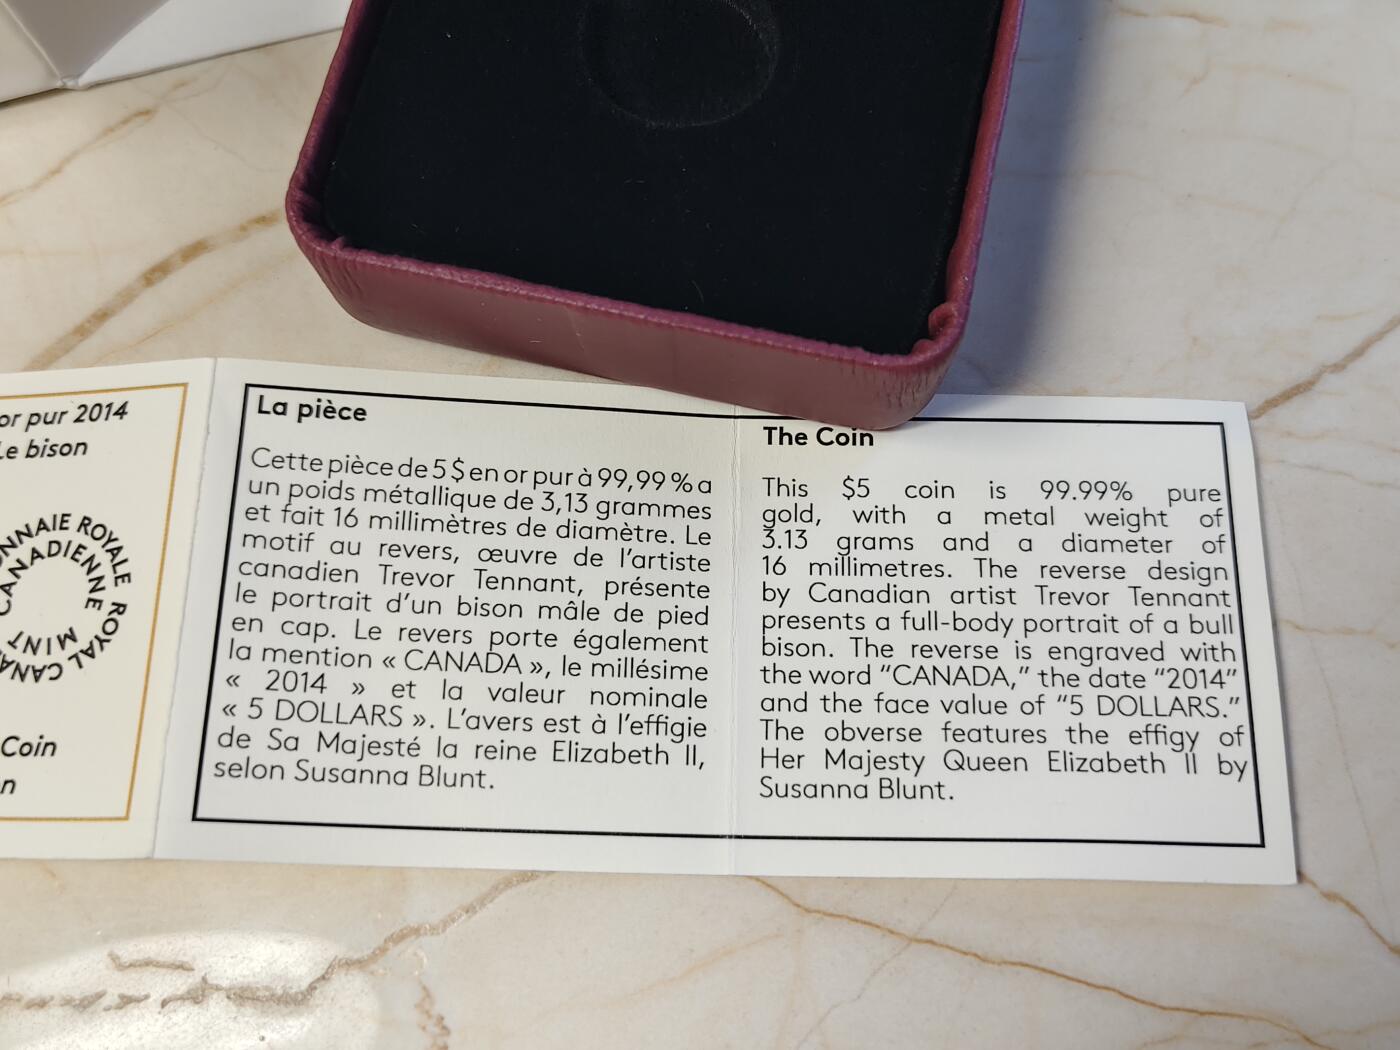 or pur 2014
Le bison
MONNAIE ROYALE CANADIENNE
ROYAL CANADIAN MINT
Coin
La pièce
Cette pièce de 5 $ en or pur à 99,99 % a
un poids métallique de 3,13 grammes
et fait 16 millimètres de diamètre. Le
motif au revers, œuvre de l'artiste
canadien Trevor Tennant, présente
le portrait d'un bison mâle de pied
en cap. Le revers porte également
la mention « CANADA », le millésime
« 2014 » et la valeur nominale
« 5 DOLLARS ». L'avers est à l'effigie
de Sa Majesté la reine Elizabeth II,
selon Susanna Blunt.
The Coin
This $5 coin is 99.99% pure
gold, with a metal weight of
3.13 grams and a diameter of
16 millimetres. The reverse design
by Canadian artist Trevor Tennant
presents a full-body portrait of a bull
bison. The reverse is engraved with
the word “CANADA,” the date “2014”
and the face value of “5 DOLLARS.”
The obverse features the effigy of
Her Majesty Queen Elizabeth II by
Susanna Blunt.